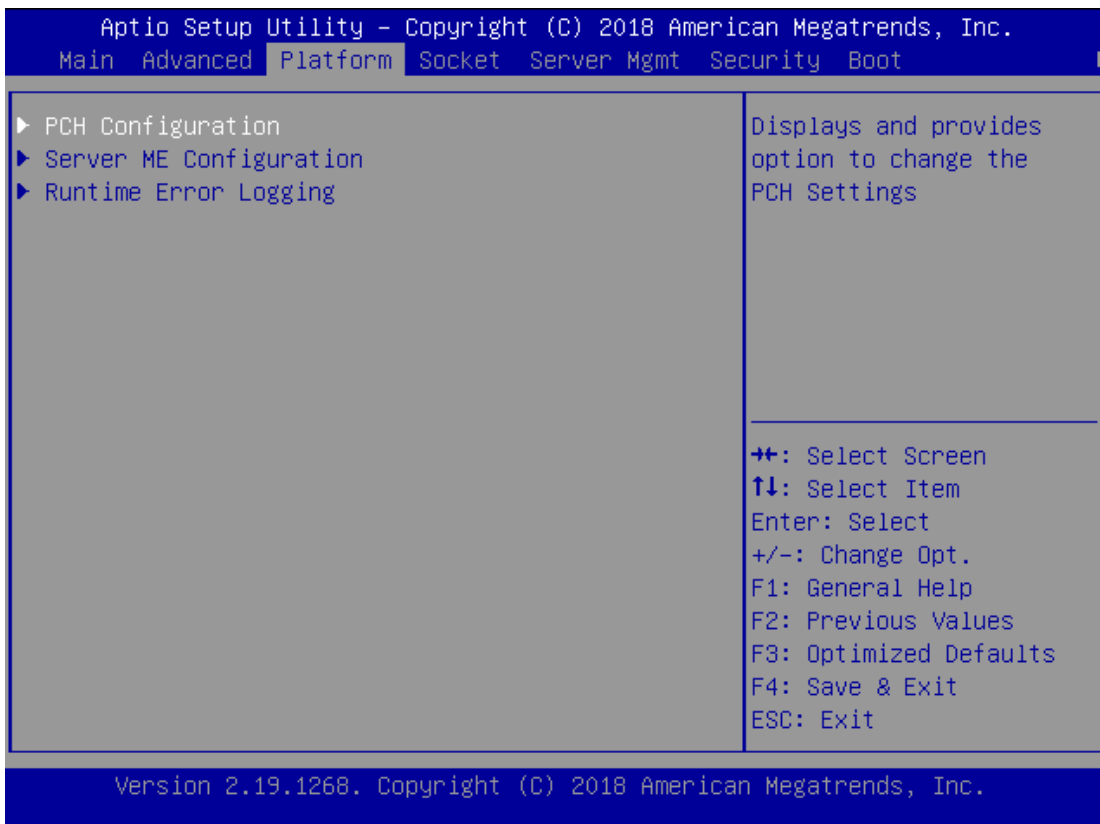 Aptio Setup Utility – Copyright (C) 2018 American Megatrends, Inc.
Main Advanced Platform Socket Server Mgmt Security Boot
▶ PCH Configuration
▶ Server ME Configuration
▶ Runtime Error Logging
Displays and provides
option to change the
PCH Settings
→←: Select Screen
↑↓: Select Item
Enter: Select
+/-: Change Opt.
F1: General Help
F2: Previous Values
F3: Optimized Defaults
F4: Save & Exit
ESC: Exit
Version 2.19.1268. Copyright (C) 2018 American Megatrends, Inc.